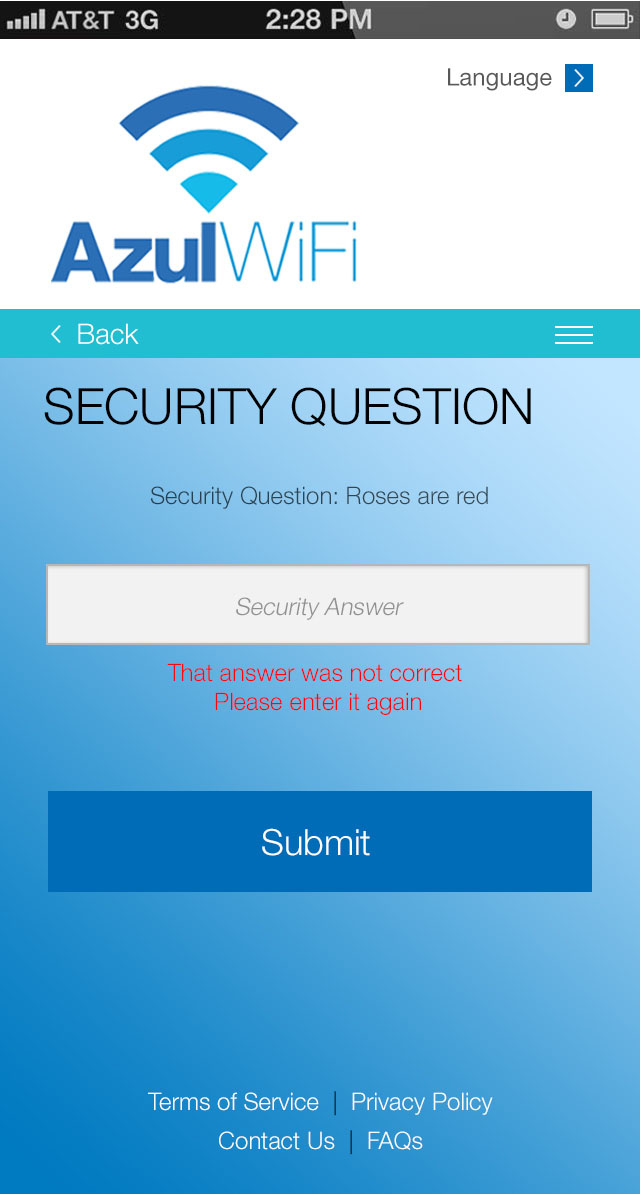 AT&T 3G 2:28 PM
Language
AzulWiFi
Back
SECURITY QUESTION
Security Question: Roses are red
Security Answer
That answer was not correct
Please enter it again
Submit
Terms of Service | Privacy Policy
Contact Us | FAQs